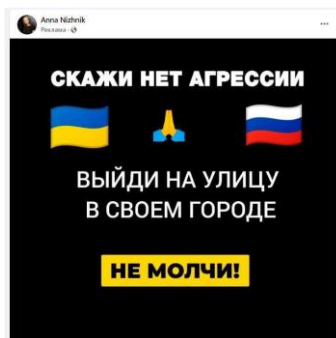 Anna Nizhnik
Реклама ·
СКАЖИ НЕТ АГРЕССИИ
ВЫЙДИ НА УЛИЦУ
В СВОЕМ ГОРОДЕ
НЕ МОЛЧИ!